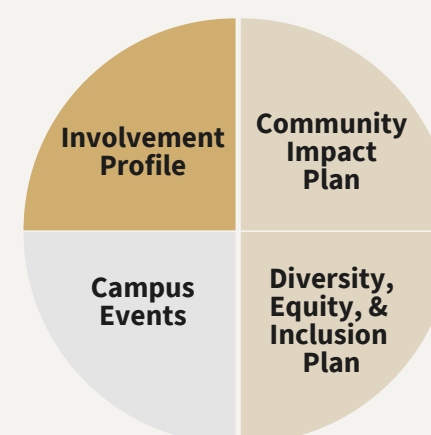 Involvement
Profile
Community
Impact
Plan
Campus
Events
Diversity,
Equity, &
Inclusion
Plan